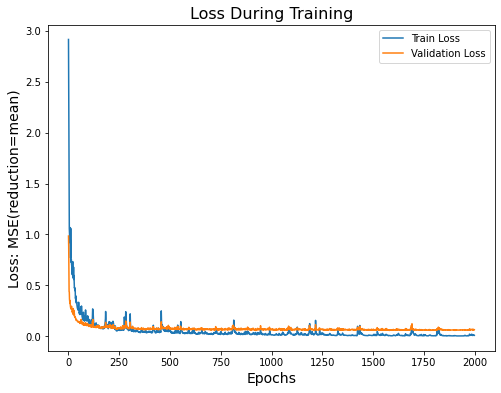 Loss During Training
Train Loss
Validation Loss
Loss: MSE(reduction=mean)
3.0
2.5
2.0
1.5
1.0
0.5
0.0
0 250 500 750 1000 1250 1500 1750 2000
Epochs